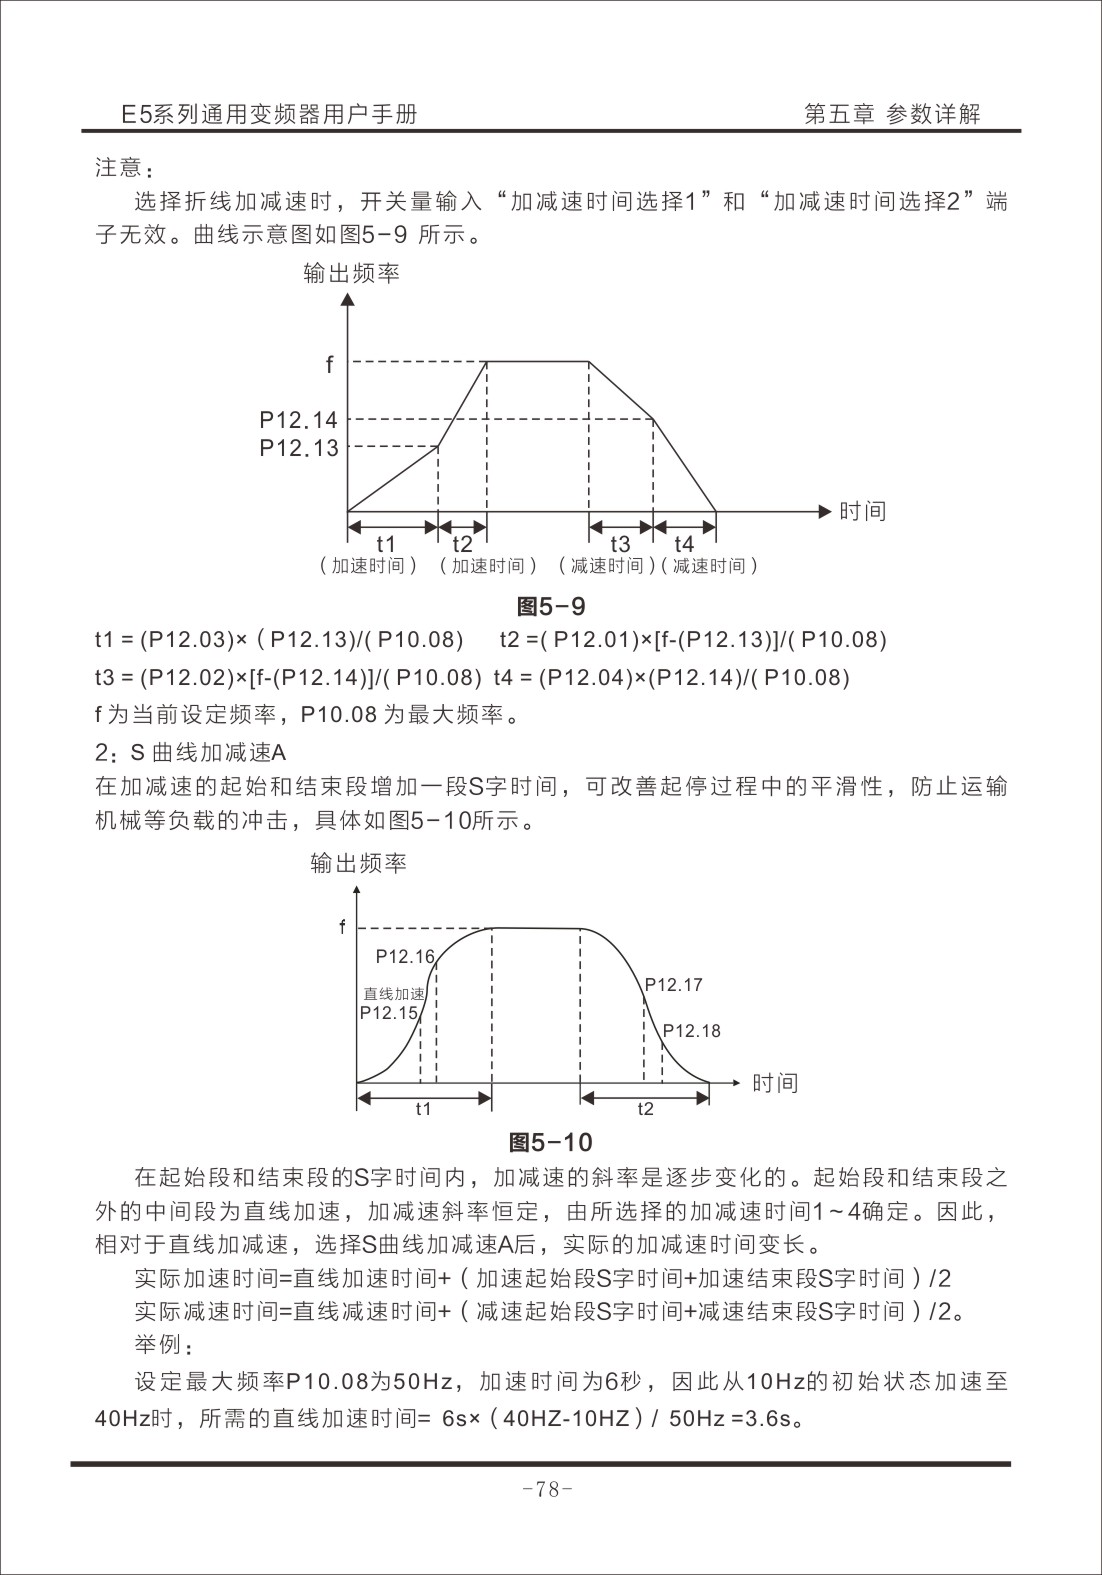 E5系列通用变频器用户手册 第五章 参数详解
注意：
选择折线加减速时，开关量输入“加减速时间选择1”和“加减速时间选择2”端
子无效。曲线示意图如图5-9 所示。
输出频率
f
P12.14
P12.13
时间
t1 t2 t3 t4
（加速时间） （加速时间） （减速时间）（减速时间）
图5-9
t1 = (P12.03)×（P12.13)/( P10.08) t2 =( P12.01)×[f-(P12.13)]/( P10.08)
t3 = (P12.02)×[f-(P12.14)]/( P10.08) t4 = (P12.04)×(P12.14)/( P10.08)
f 为当前设定频率，P10.08 为最大频率。
2：S 曲线加减速A
在加减速的起始和结束段增加一段S字时间，可改善起停过程中的平滑性，防止运输
机械等负载的冲击，具体如图5-10所示。
输出频率
f
P12.16
直线加速
P12.15
P12.17
P12.18
时间
t1 t2
图5-10
在起始段和结束段的S字时间内，加减速的斜率是逐步变化的。起始段和结束段之
外的中间段为直线加速，加减速斜率恒定，由所选择的加减速时间1~4确定。因此，
相对于直线加减速，选择S曲线加减速A后，实际的加减速时间变长。
实际加速时间=直线加速时间+（加速起始段S字时间+加速结束段S字时间）/2
实际减速时间=直线减速时间+（减速起始段S字时间+减速结束段S字时间）/2。
举例：
设定最大频率P10.08为50Hz，加速时间为6秒，因此从10Hz的初始状态加速至
40Hz时，所需的直线加速时间= 6s×（40HZ-10HZ）/ 50Hz =3.6s。
-78-